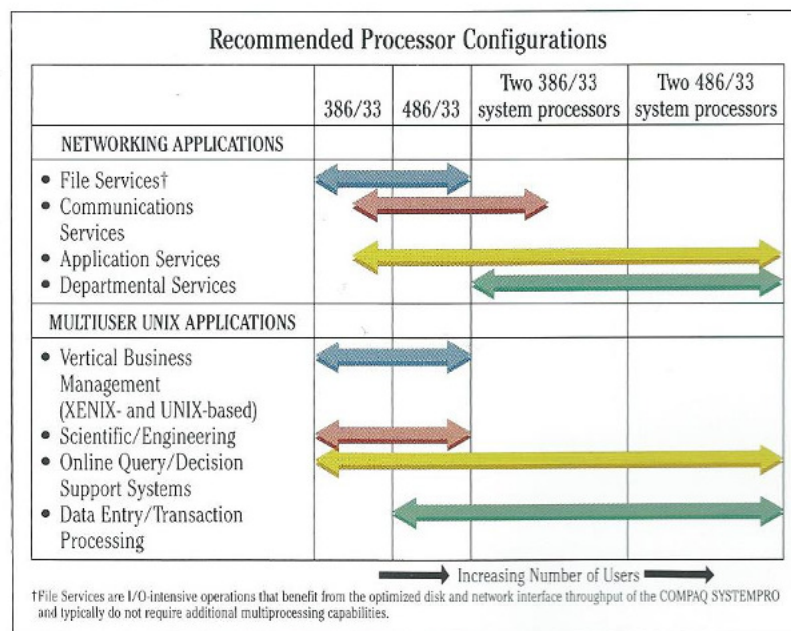 Recommended Processor Configurations
386/33 486/33 Two 386/33 system processors Two 486/33 system processors
NETWORKING APPLICATIONS
• File Services†
• Communications
Services
• Application Services
• Departmental Services
MULTIUSER UNIX APPLICATIONS
• Vertical Business
Management
(XENIX- and UNIX-based)
• Scientific/Engineering
• Online Query/Decision
Support Systems
• Data Entry/Transaction
Processing
Increasing Number of Users
†File Services are I/O-intensive operations that benefit from the optimized disk and network interface throughput of the COMPAQ SYSTEMPRO
and typically do not require additional multiprocessing capabilities.